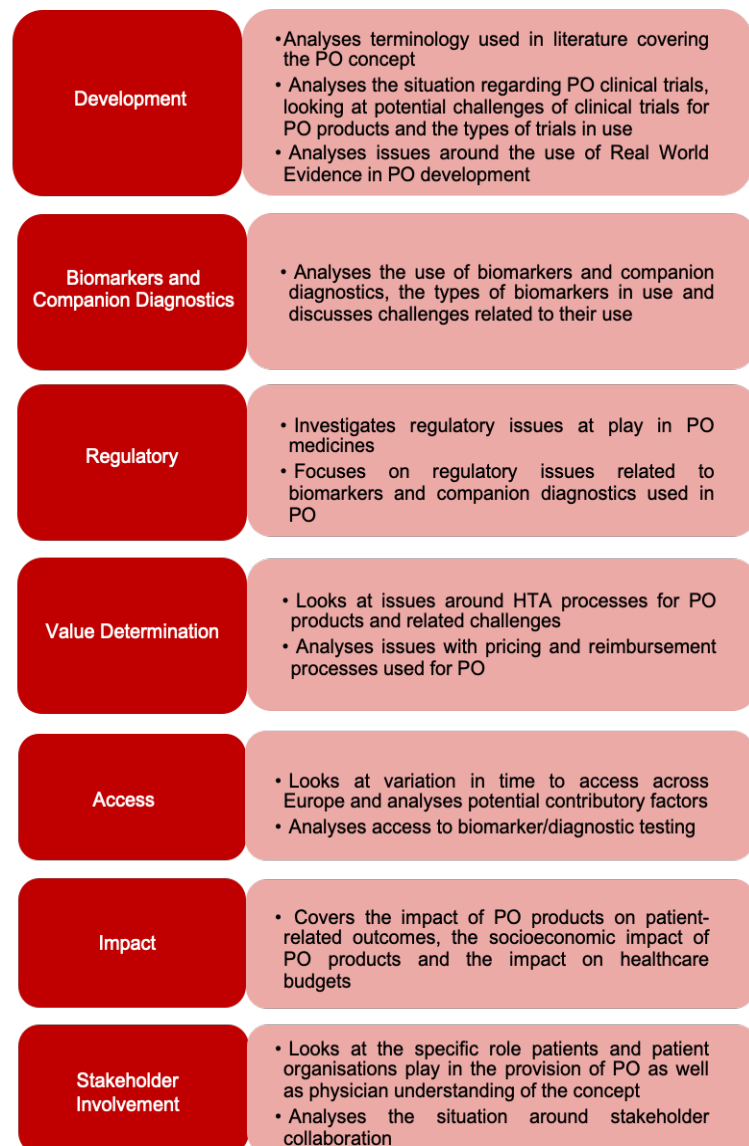 Development
•Analyses terminology used in literature covering
the PO concept
• Analyses the situation regarding PO clinical trials,
looking at potential challenges of clinical trials for
PO products and the types of trials in use
• Analyses issues around the use of Real World
Evidence in PO development
Biomarkers and
Companion Diagnostics
• Analyses the use of biomarkers and companion
diagnostics, the types of biomarkers in use and
discusses challenges related to their use
Regulatory
• Investigates regulatory issues at play in PO
medicines
• Focuses on regulatory issues related to
biomarkers and companion diagnostics used in
PO
Value Determination
• Looks at issues around HTA processes for PO
products and related challenges
• Analyses issues with pricing and reimbursement
processes used for PO
Access
• Looks at variation in time to access across
Europe and analyses potential contributory factors
• Analyses access to biomarker/diagnostic testing
Impact
• Covers the impact of PO products on patient-
related outcomes, the socioeconomic impact of
PO products and the impact on healthcare
budgets
Stakeholder
Involvement
• Looks at the specific role patients and patient
organisations play in the provision of PO as well
as physician understanding of the concept
• Analyses the situation around stakeholder
collaboration